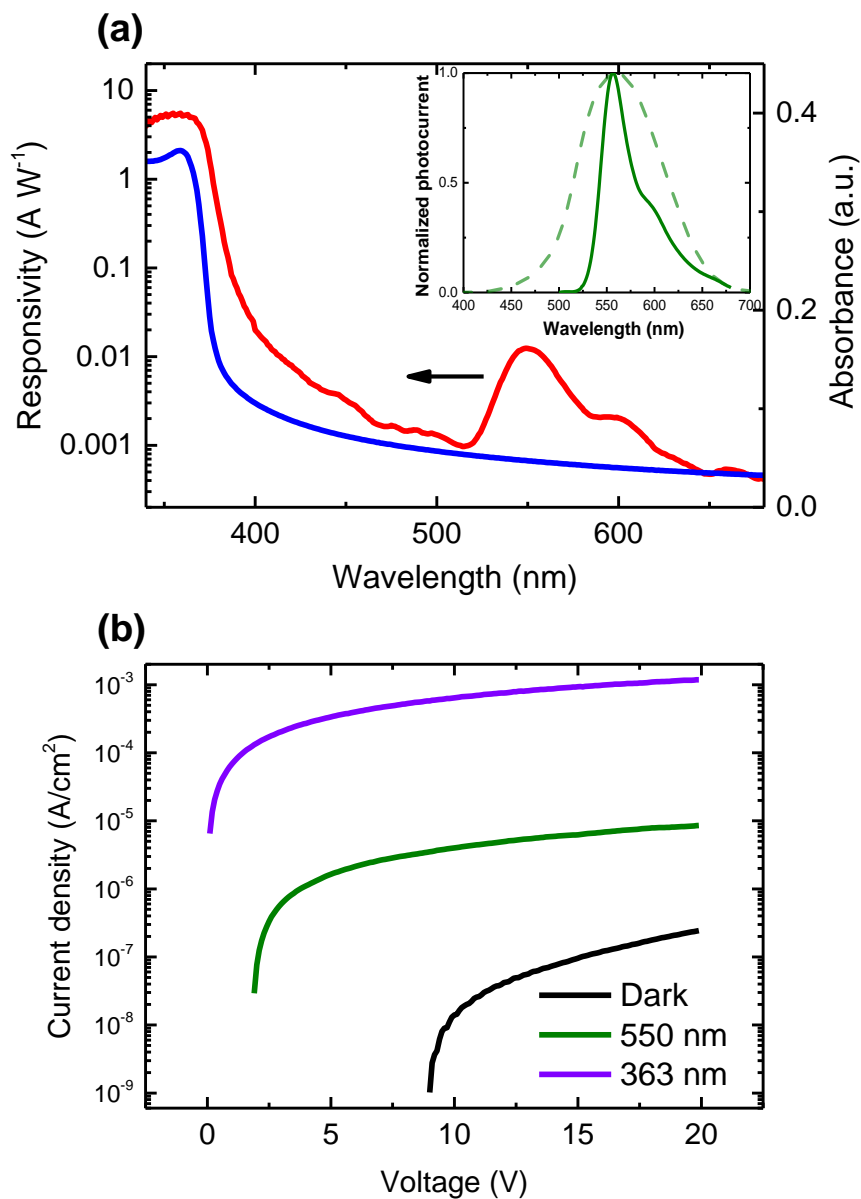 (a)
Responsivity (A W⁻¹)
10
1
0.1
0.01
0.001
400
500
600
Wavelength (nm)
Absorbance (a.u.)
0.4
0.2
0.0
Normalized photocurrent
1.0
0.5
0.0
400 450 500 550 600 650 700
Wavelength (nm)
(b)
Current density (A/cm²)
10⁻³
10⁻⁴
10⁻⁵
10⁻⁶
10⁻⁷
10⁻⁸
10⁻⁹
Dark
550 nm
363 nm
0 5 10 15 20
Voltage (V)